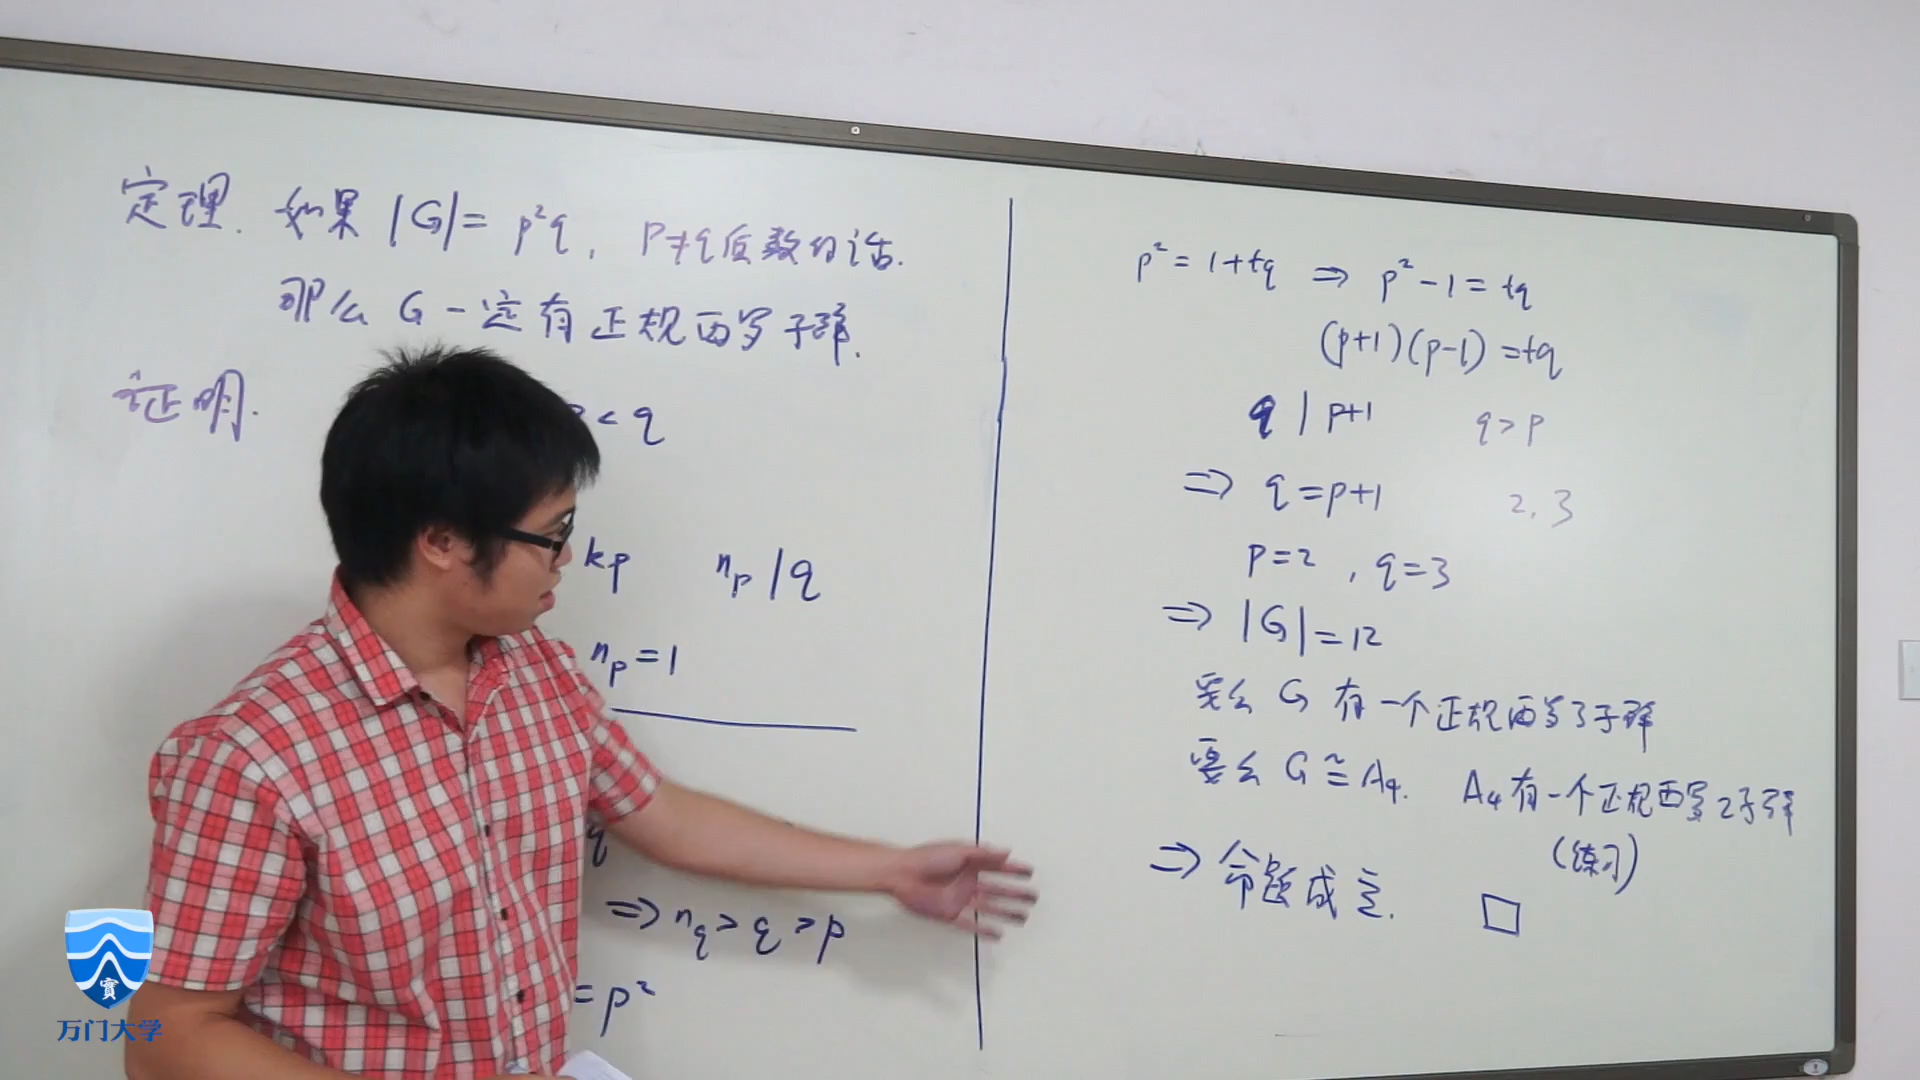 定理. 如果 |G|= p²q, p≠q 质数的话.
那么 G 一定有正规西罗子群.
证明.
< q
kp n_p | q
n_p = 1
q
⇒ n_q > q > p
= p²
p² = 1+tq ⇒ p²-1 = tq
(p+1)(p-1) = tq
q | p+1 q > p
⇒ q = p+1 2, 3
p=2, q=3
⇒ |G| = 12
要么 G 有一个正规西罗3子群
要么 G ≅ A₄. A₄有一个正规西罗2子群
(练习)
⇒ 命题成立. □
實
万门大学